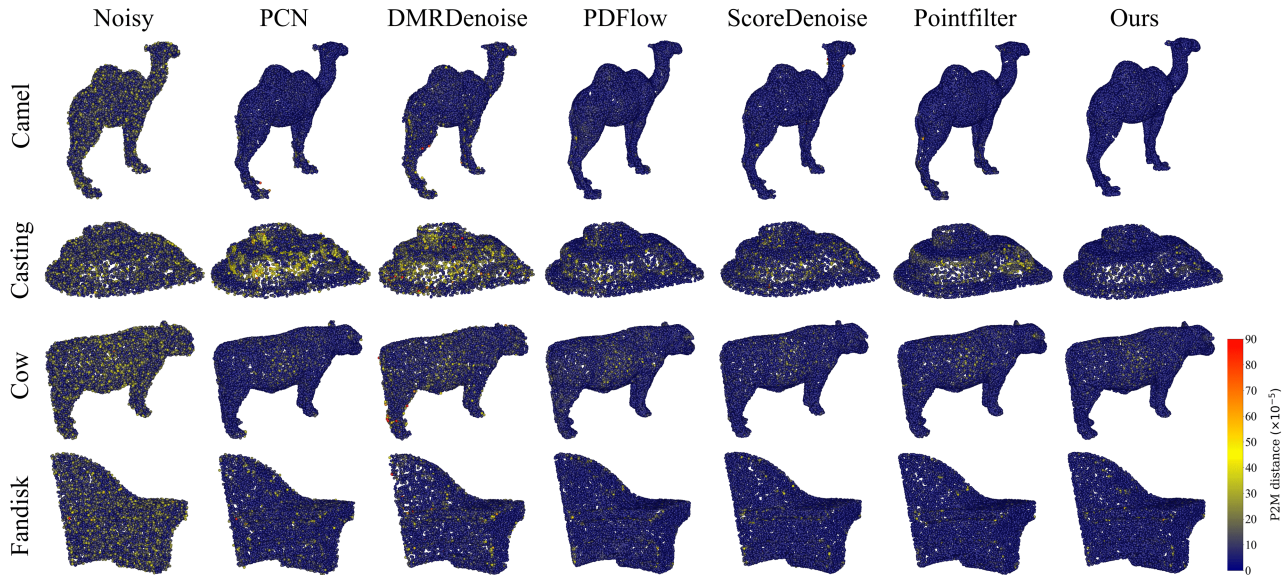 Noisy PCN DMRDenoise PDFlow ScoreDenoise Pointfilter Ours
Camel
Casting
Cow
Fandisk
90
80
70
60
50
40
30
20
10
0
P2M distance (×10⁻⁵)